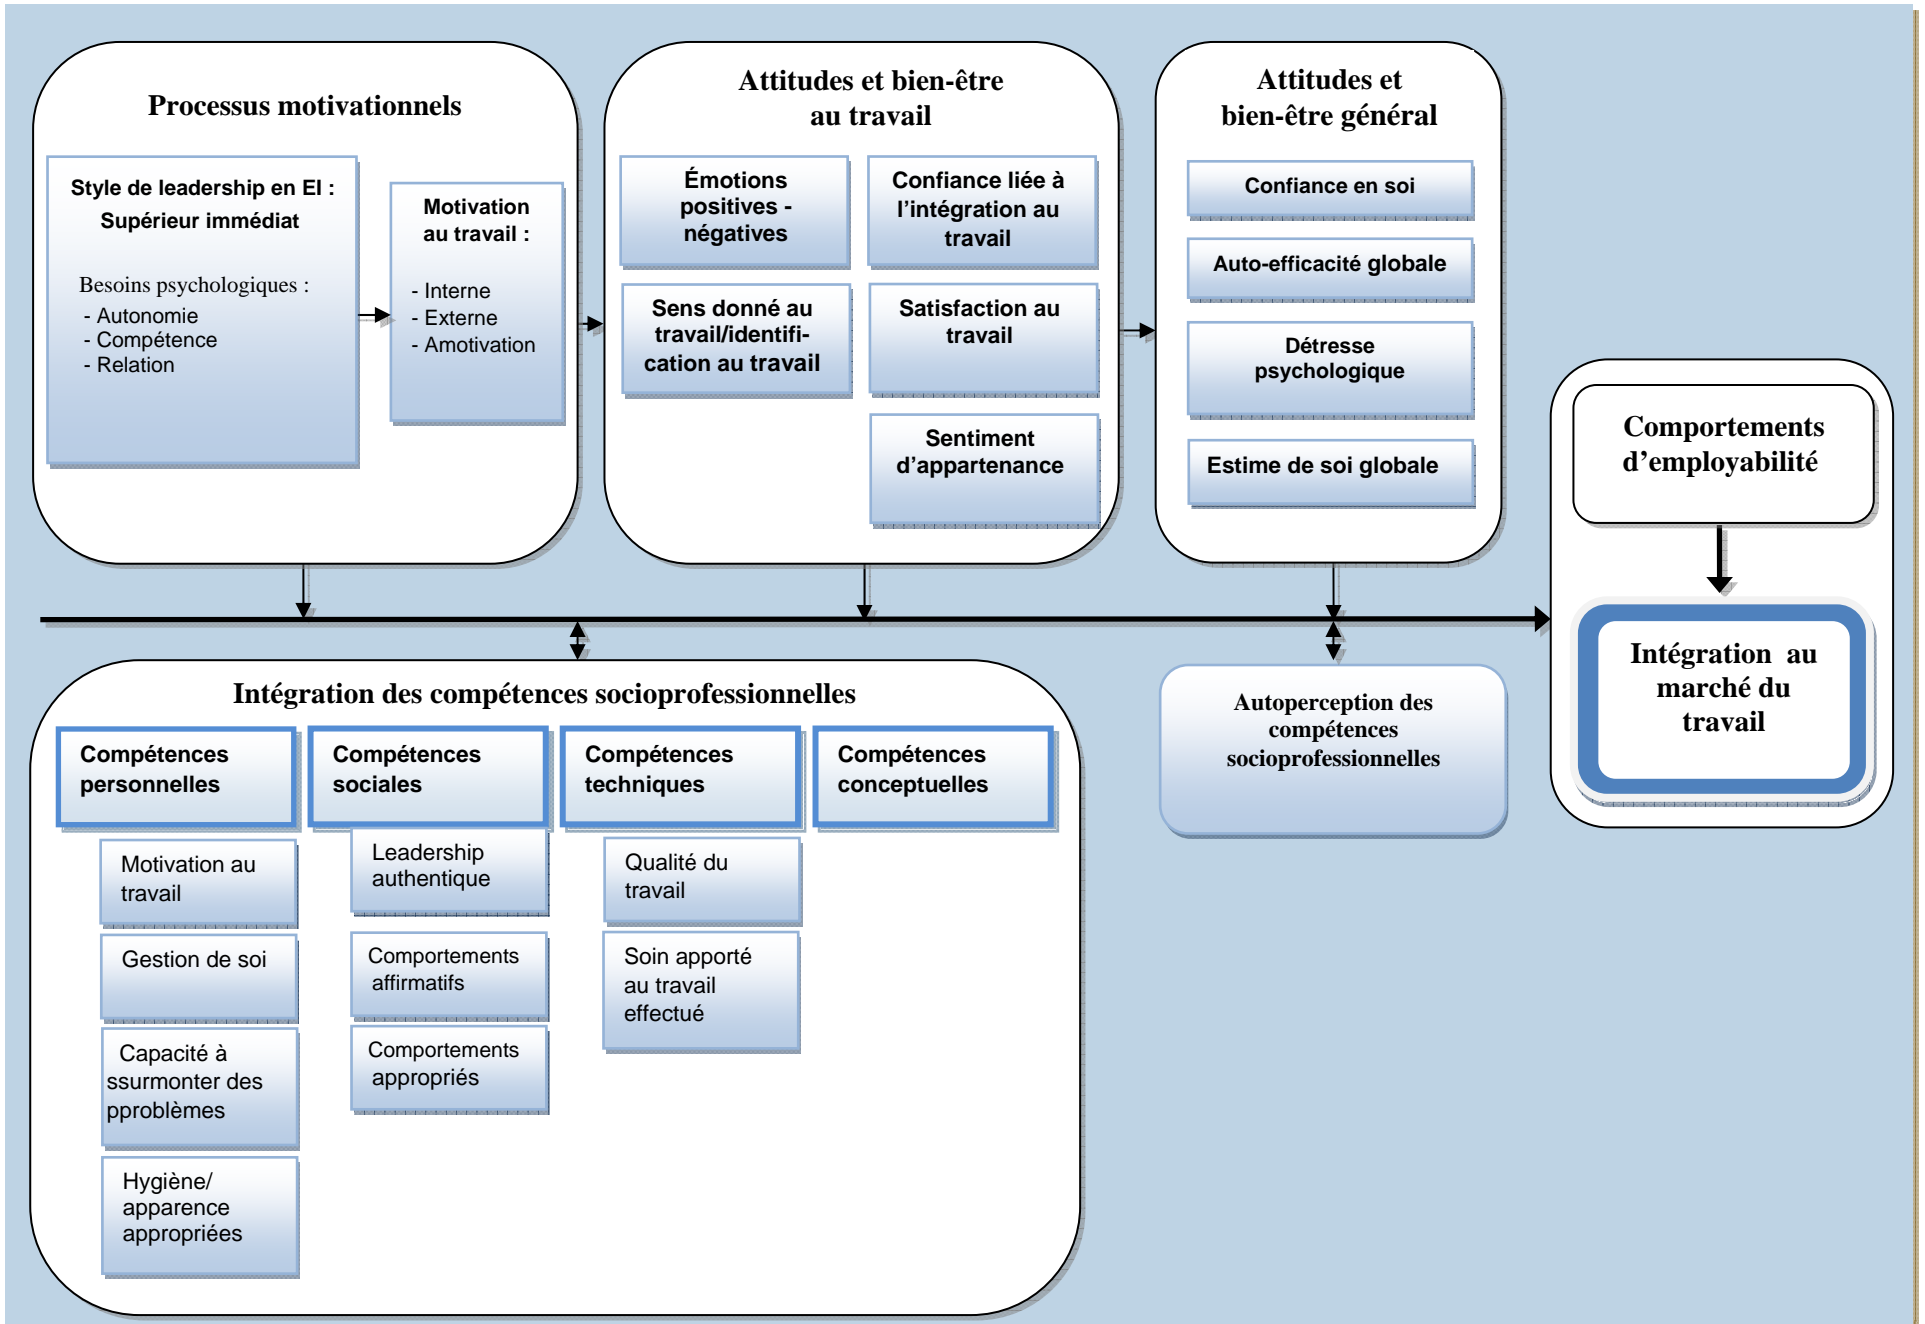 Processus motivationnels
Style de leadership en EI :
Supérieur immédiat
Besoins psychologiques :
- Autonomie
- Compétence
- Relation
Motivation
au travail :
- Interne
- Externe
- Amotivation
Attitudes et bien-être
au travail
Émotions
positives -
négatives
Confiance liée à
l’intégration au
travail
Sens donné au
travail/identifi-
cation au travail
Satisfaction au
travail
Sentiment
d’appartenance
Attitudes et
bien-être général
Confiance en soi
Auto-efficacité globale
Détresse
psychologique
Estime de soi globale
Comportements
d’employabilité
Intégration au
marché du
travail
Intégration des compétences socioprofessionnelles
Compétences
personnelles
Motivation au
travail
Gestion de soi
Capacité à
ssurmonter des
pproblèmes
Hygiène/
apparence
appropriées
Compétences
sociales
Leadership
authentique
Comportements
affirmatifs
Comportements
appropriés
Compétences
techniques
Qualité du
travail
Soin apporté
au travail
effectué
Compétences
conceptuelles
Autoperception des
compétences
socioprofessionnelles